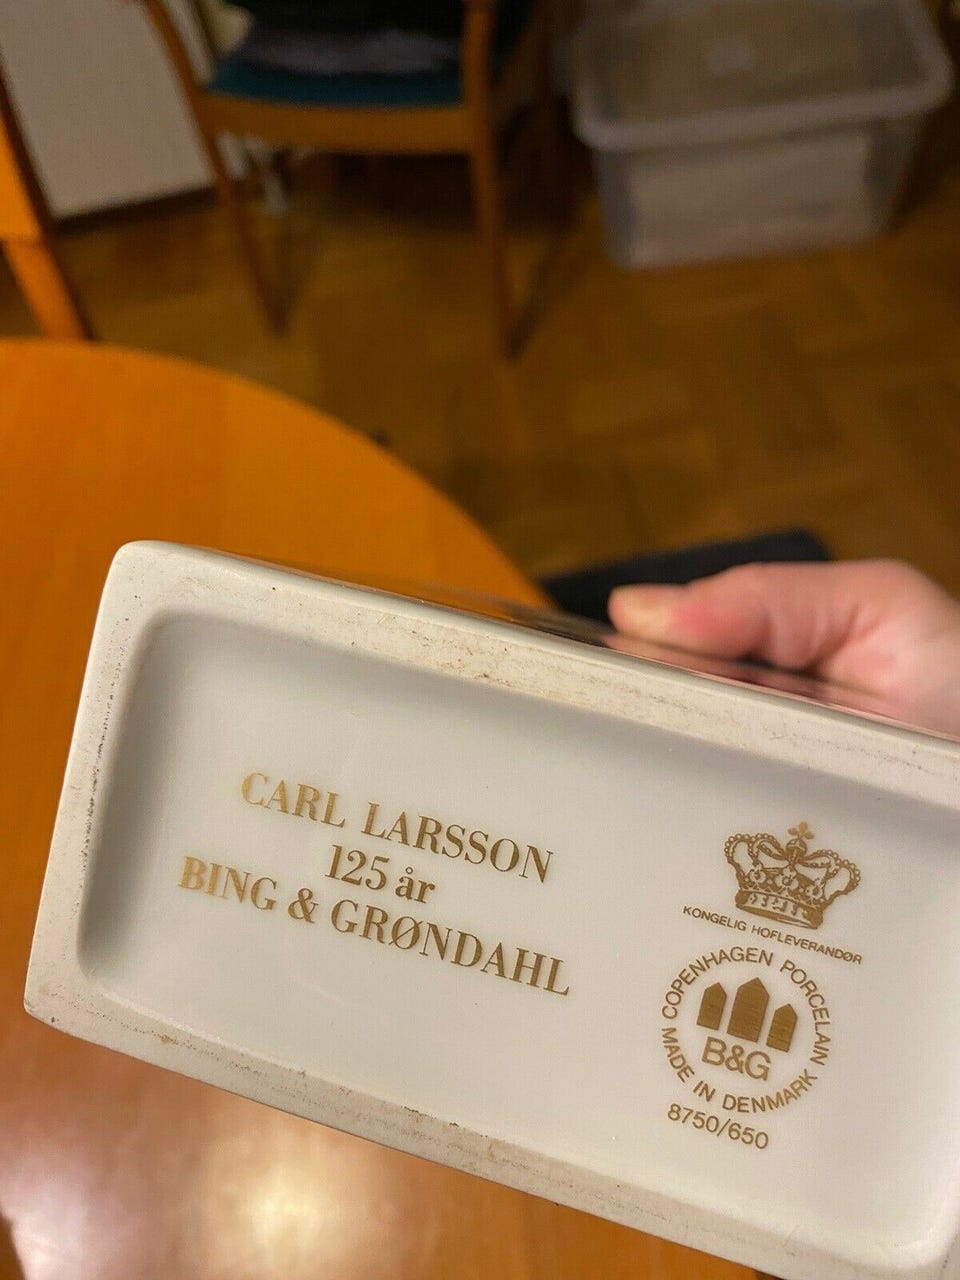 CARL LARSSON
125 år
BING & GRØNDAHL
KONGELIG HOFLEVERANDØR
COPENHAGEN PORCELAIN
B&G
MADE IN DENMARK
8750/650